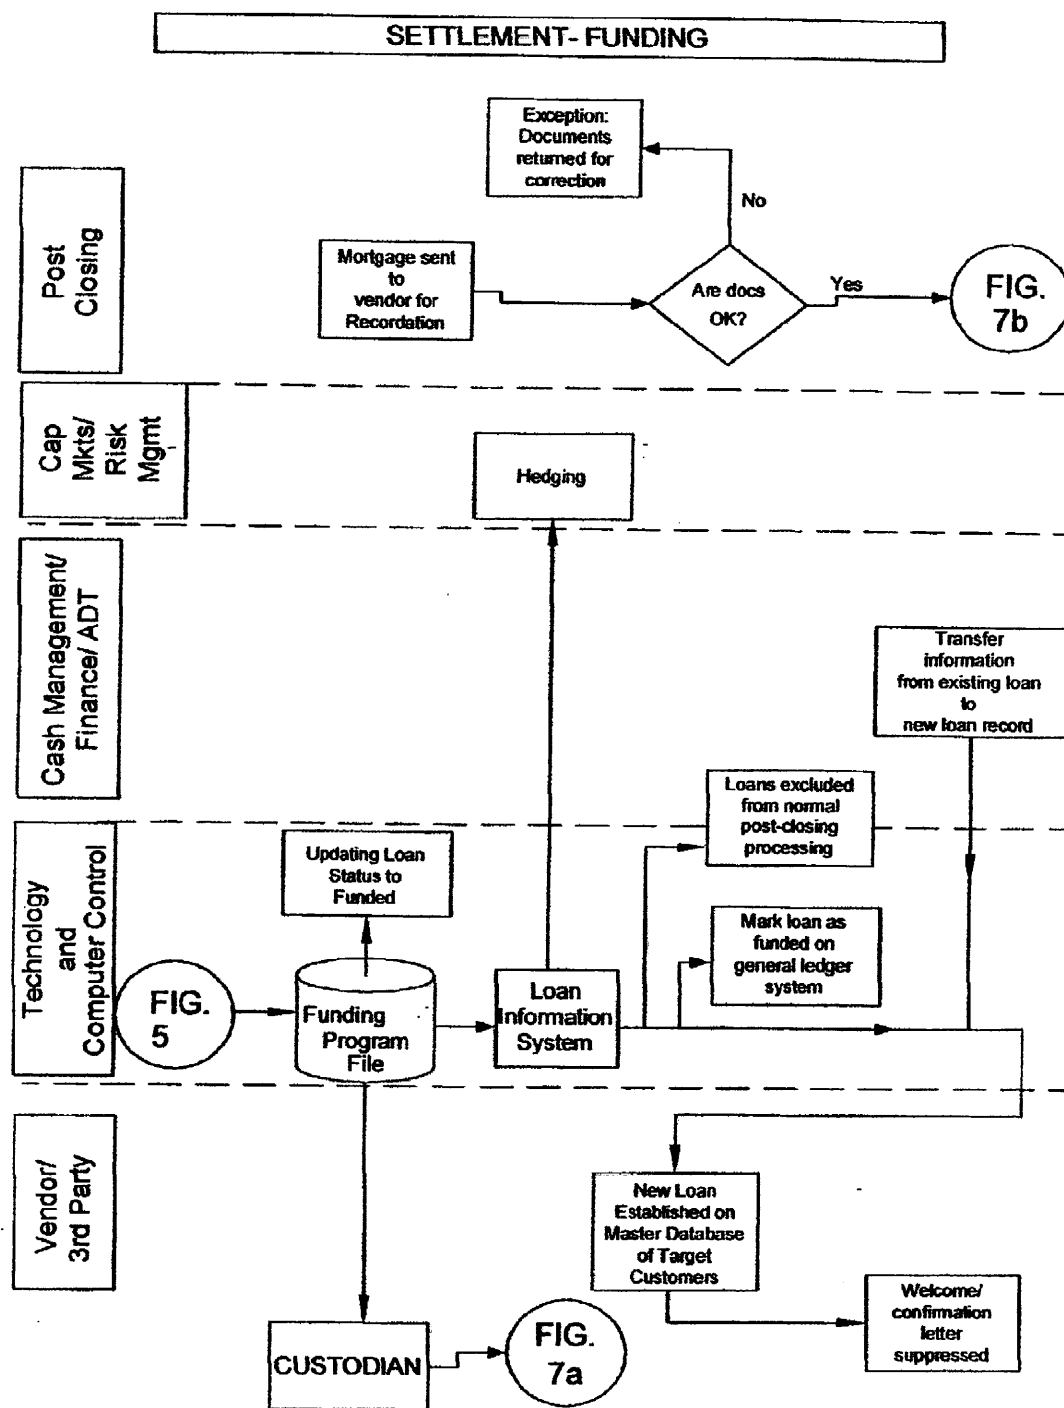 SETTLEMENT- FUNDING
Post
Closing
Exception:
Documents
returned for
correction
No
Mortgage sent
to
vendor for
Recordation
Are docs
OK?
Yes
FIG.
7b
Cap
Mkts/
Risk
Mgmt
Hedging
Cash Management/
Finance/ ADT
Transfer
information
from existing loan
to
new loan record
Loans excluded
from normal
post-closing
processing
Technology
and
Computer Control
Updating Loan
Status to
Funded
Mark loan as
funded on
general ledger
system
FIG.
5
Funding
Program
File
Loan
Information
System
Vendor/
3rd Party
New Loan
Established on
Master Database
of Target
Customers
Welcome/
confirmation
letter
suppressed
CUSTODIAN
FIG.
7a